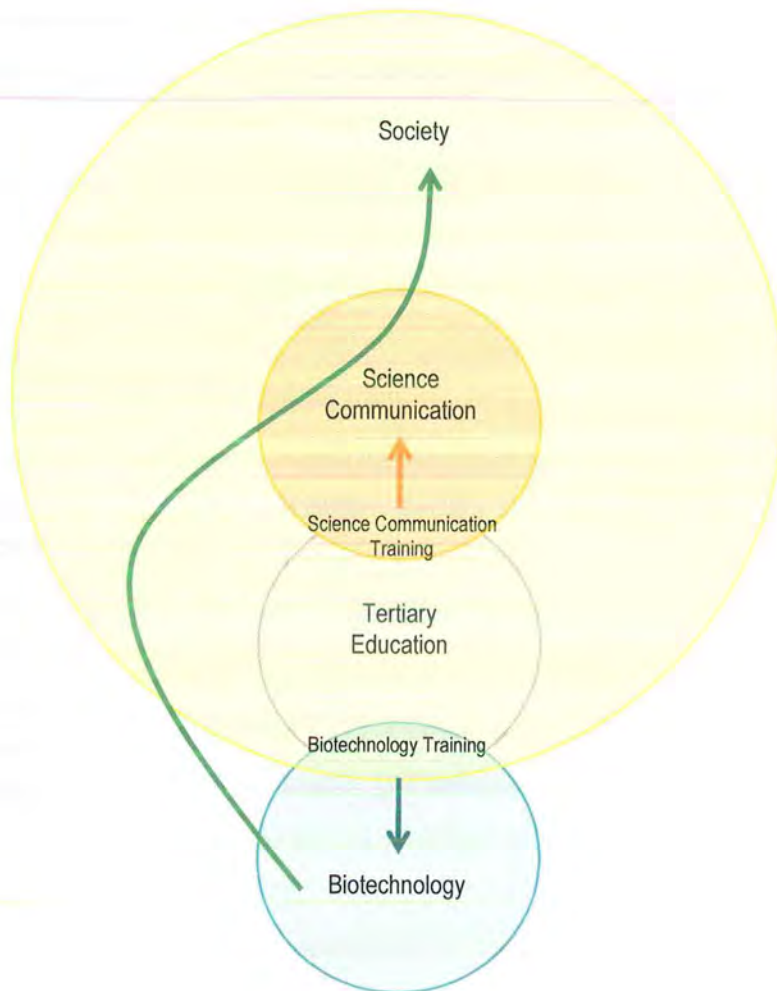 Society
Science
Communication
Science Communication
Training
Tertiary
Education
Biotechnology Training
Biotechnology